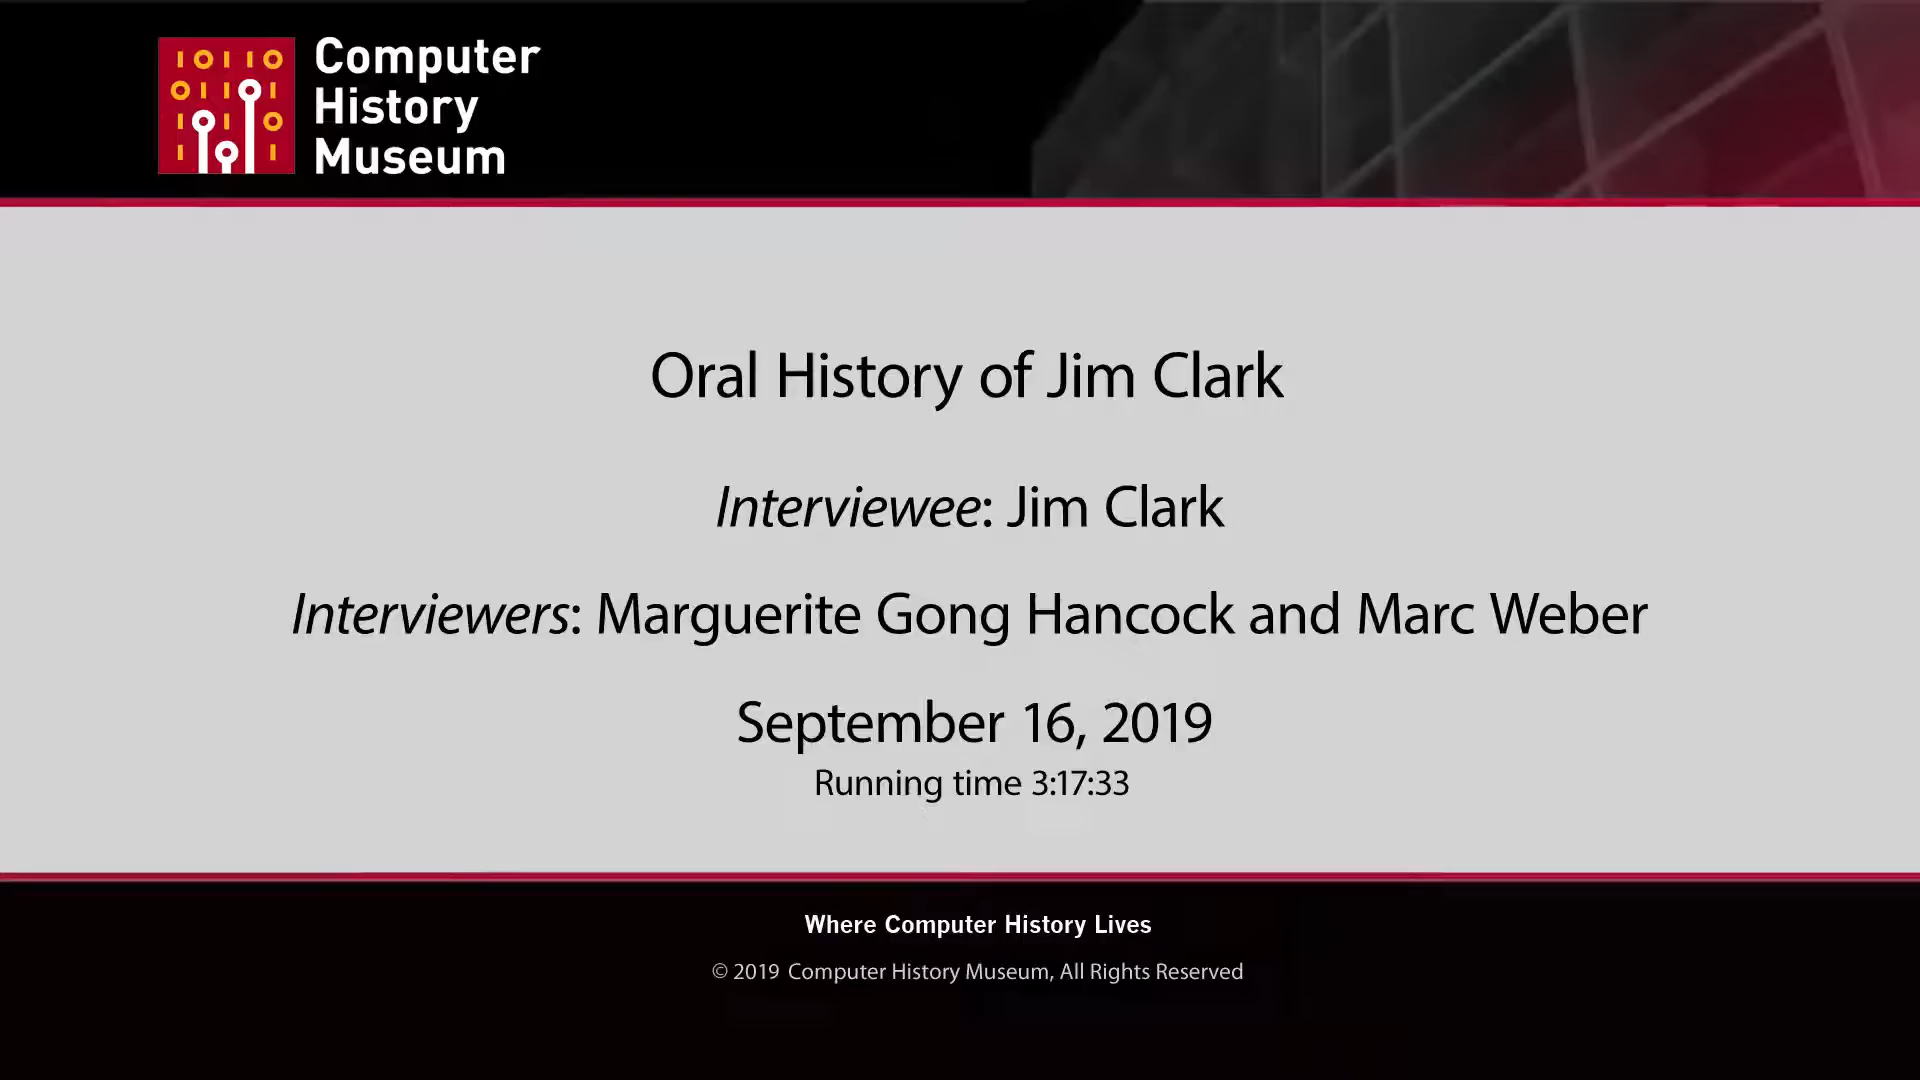 Computer
History
Museum
Oral History of Jim Clark
Interviewee: Jim Clark
Interviewers: Marguerite Gong Hancock and Marc Weber
September 16, 2019
Running time 3:17:33
Where Computer History Lives
© 2019 Computer History Museum, All Rights Reserved